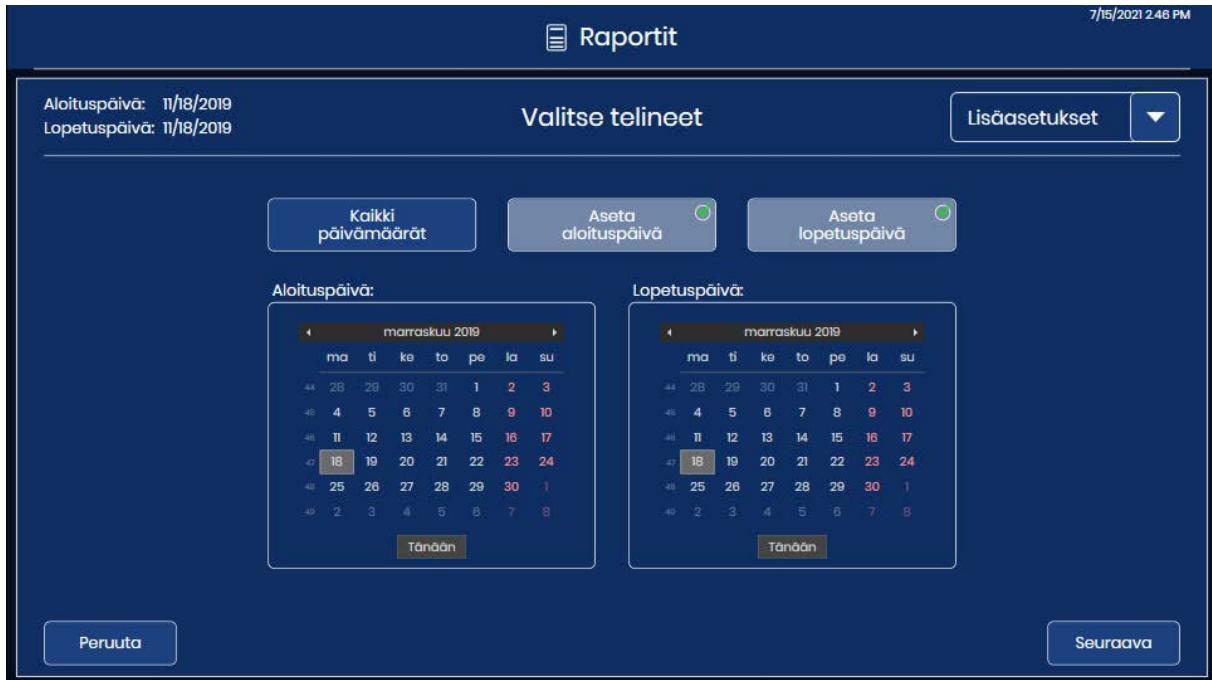 7/15/2021 2.46 PM
Raportit
Aloituspäivä: 11/18/2019
Lopetuspäivä: 11/18/2019
Valitse telineet
Lisäasetukset
Kaikki
päivämäärät
Aseta
aloituspäivä
Aseta
lopetuspäivä
Aloituspäivä:
marraskuu 2019
ma ti ke to pe la su
44 28 29 30 31 1 2 3
45 4 5 6 7 8 9 10
46 11 12 13 14 15 16 17
47 18 19 20 21 22 23 24
48 25 26 27 28 29 30 1
49 2 3 4 5 6 7 8
Tänään
Lopetuspäivä:
marraskuu 2019
ma ti ke to pe la su
44 28 29 30 31 1 2 3
45 4 5 6 7 8 9 10
46 11 12 13 14 15 16 17
47 18 19 20 21 22 23 24
48 25 26 27 28 29 30 1
49 2 3 4 5 6 7 8
Tänään
Peruuta
Seuraava